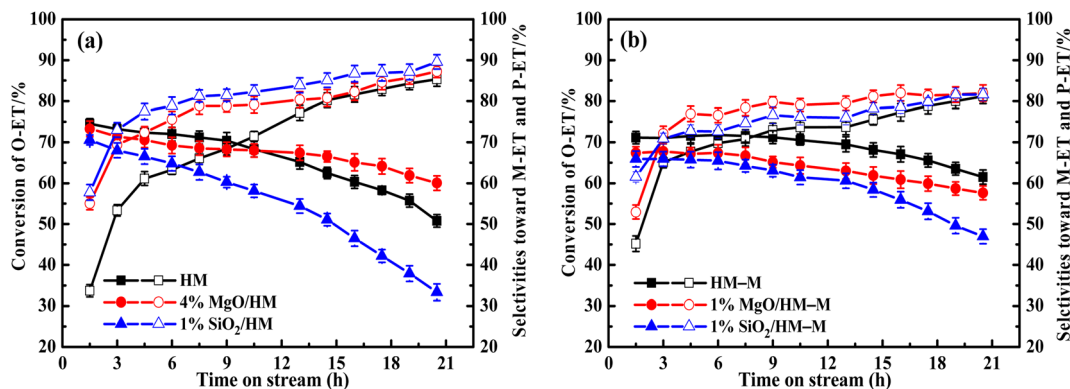 (a)
Conversion of O-ET/%
100
90
80
70
60
50
40
30
20
HM
4% MgO/HM
1% SiO₂/HM
0 3 6 9 12 15 18 21
Time on stream (h)
100
90
80
70
60
50
40
30
20
Selctivities toward M-ET and P-ET/%
(b)
Conversion of O-ET/%
100
90
80
70
60
50
40
30
20
HM–M
1% MgO/HM–M
1% SiO₂/HM–M
0 3 6 9 12 15 18 21
Time on stream (h)
100
90
80
70
60
50
40
30
20
Selctivities toward M-ET and P-ET/%